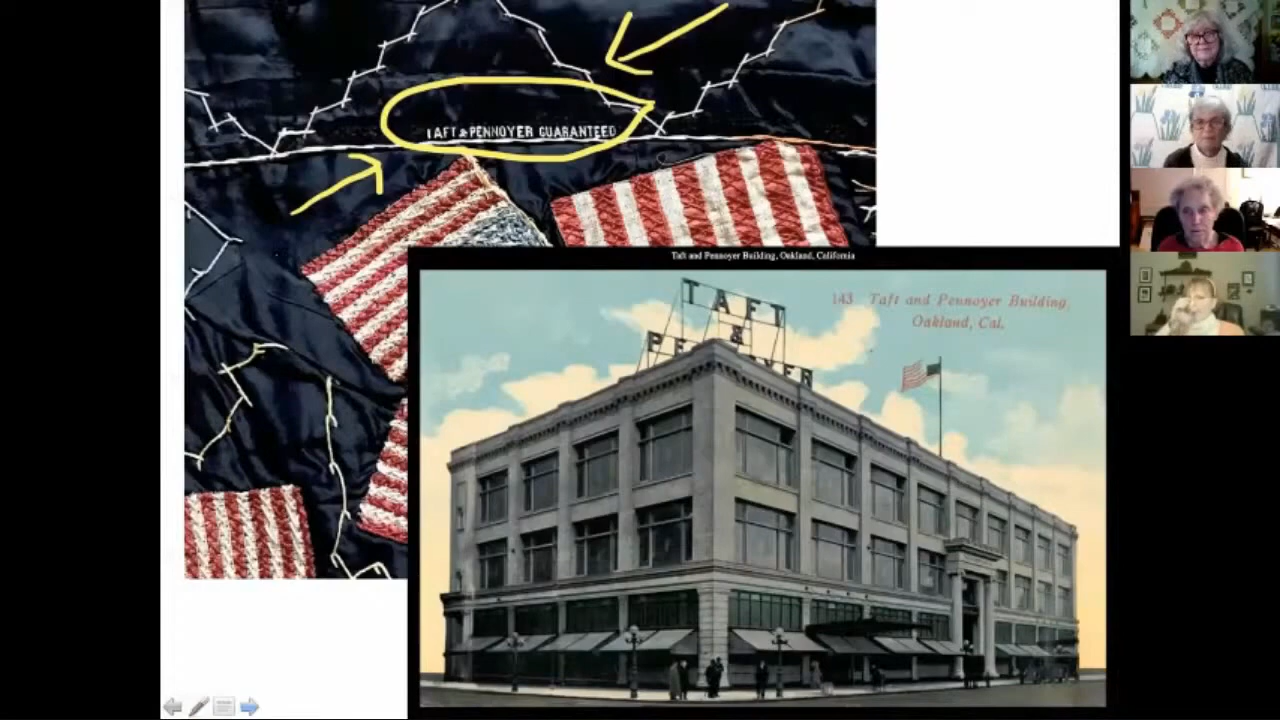 TAFT & PENNOYER GUARANTEED
Taft and Pennoyer Building, Oakland, California
143 Taft and Pennoyer Building,
Oakland, Cal.
TAFT
&